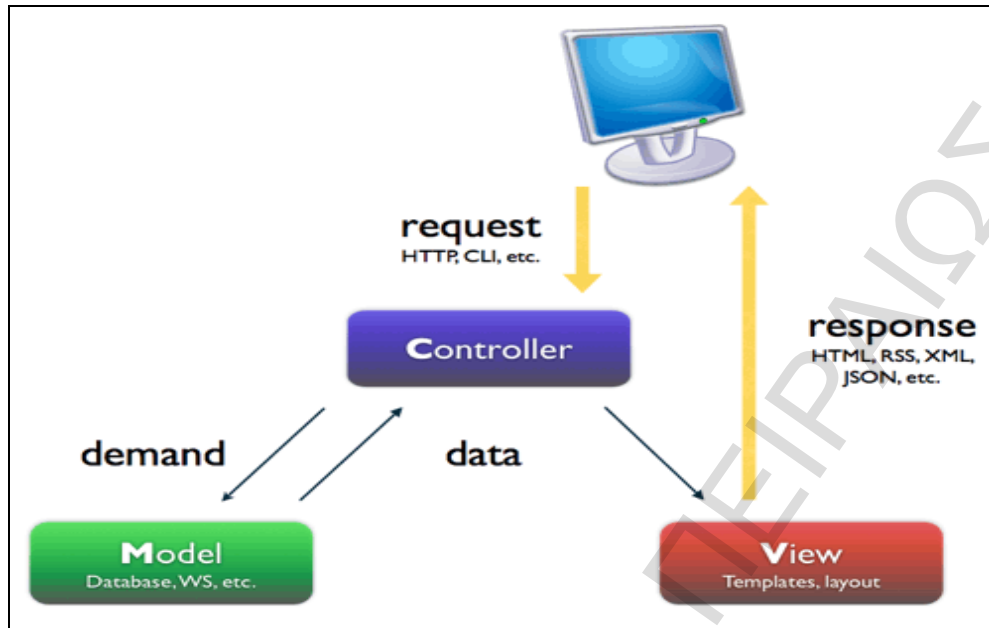 request
HTTP, CLI, etc.
Controller
response
HTML, RSS, XML,
JSON, etc.
demand
data
Model
Database, WS, etc.
View
Templates, layout
ΠΕΙΡΑΙΩΣ